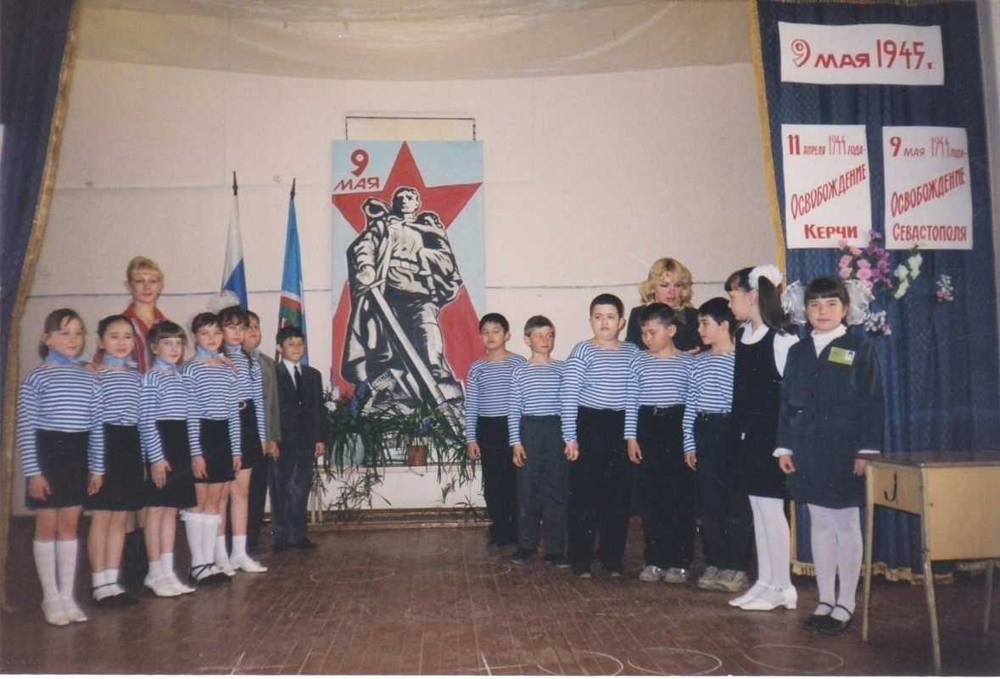 9
МАЯ
9 МАЯ 1945 г.
11 АПРЕЛЯ 1944 ГОДА-
ОСВОБОЖДЕНИЕ
КЕРЧИ
9 МАЯ 1944 ГОДА-
ОСВОБОЖДЕНИЕ
СЕВАСТОПОЛЯ